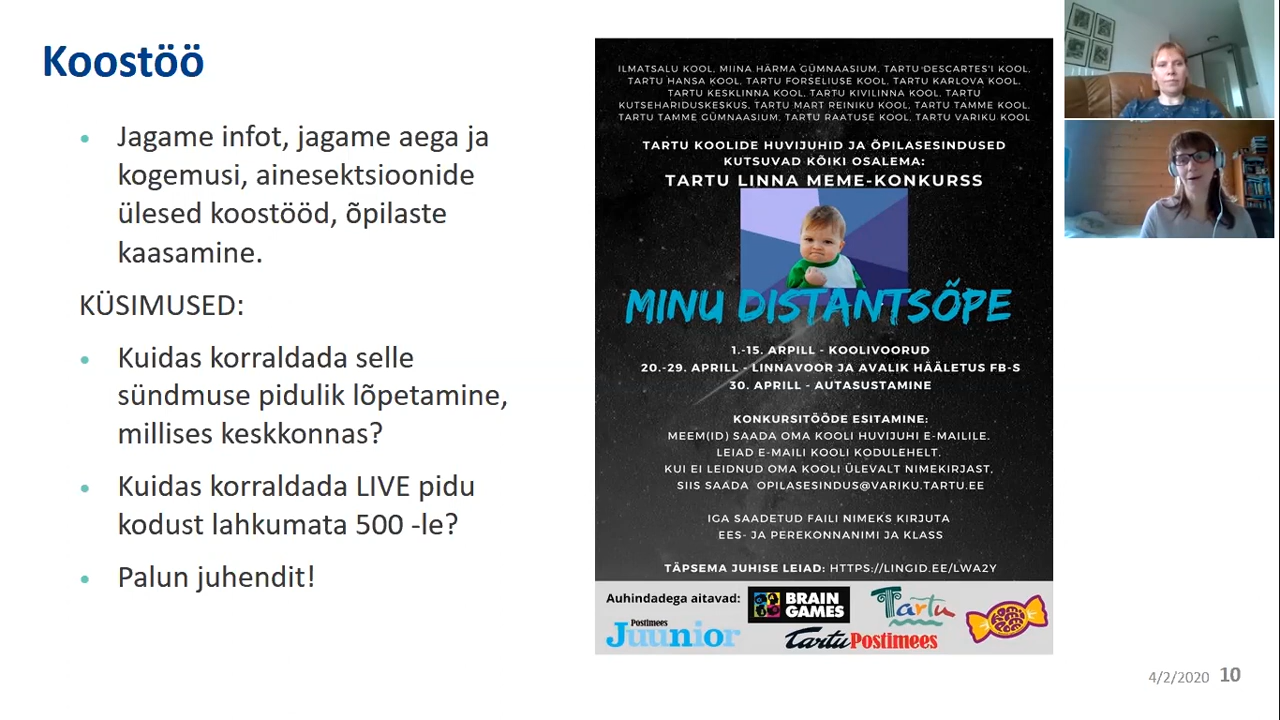 Koostöö
Jagame infot, jagame aega ja
kogemusi, ainesektsioonide
ülesed koostööd, õpilaste
kaasamine.
KÜSIMUSED:
Kuidas korraldada selle
sündmuse pidulik lõpetamine,
millises keskkonnas?
Kuidas korraldada LIVE pidu
kodust lahkumata 500 -le?
Palun juhendit!
ILMATSALU KOOL, MIINA HÄRMA GÜMNAASIUM, TARTU DESCARTES'I KOOL,
TARTU HANSA KOOL, TARTU FORSELIUSE KOOL, TARTU KARLOVA KOOL,
TARTU KESKLINNA KOOL, TARTU KIVILINNA KOOL, TARTU
KUTSEHARIDUSKESKUS, TARTU MART REINIKU KOOL, TARTU TAMME KOOL,
TARTU TAMME GÜMNAASIUM, TARTU RAATUSE KOOL, TARTU VARIKU KOOL
TARTU KOOLIDE HUVIJUHID JA ÕPILASESINDUSED
KUTSUVAD KÕIKI OSALEMA:
TARTU LINNA MEME-KONKURSS
MINU DISTANTSÕPE
1.-15. ARPILL - KOOLIVOORUD
20.-29. APRILL - LINNAVOOR JA AVALIK HÄÄLETUS FB-S
30. APRILL - AUTASUSTAMINE
KONKURSITÖÖDE ESITAMINE:
MEEM(ID) SAADA OMA KOOLI HUVIJUHI E-MAILILE.
LEIAD E-MAILI KOOLI KODULEHELT.
KUI EI LEIDNUD OMA KOOLI ÜLEVALT NIMEKIRJAST,
SIIS SAADA OPILASESINDUS@VARIKU.TARTU.EE
IGA SAADETUD FAILI NIMEKS KIRJUTA
EES- JA PEREKONNANIMI JA KLASS
TÄPSEMA JUHISE LEIAD: HTTPS://LINGID.EE/LWA2Y
Auhindadega aitavad:
BRAIN
GAMES
Tartu
Postimees
Juunior
Tartu Postimees
4/2/2020 10